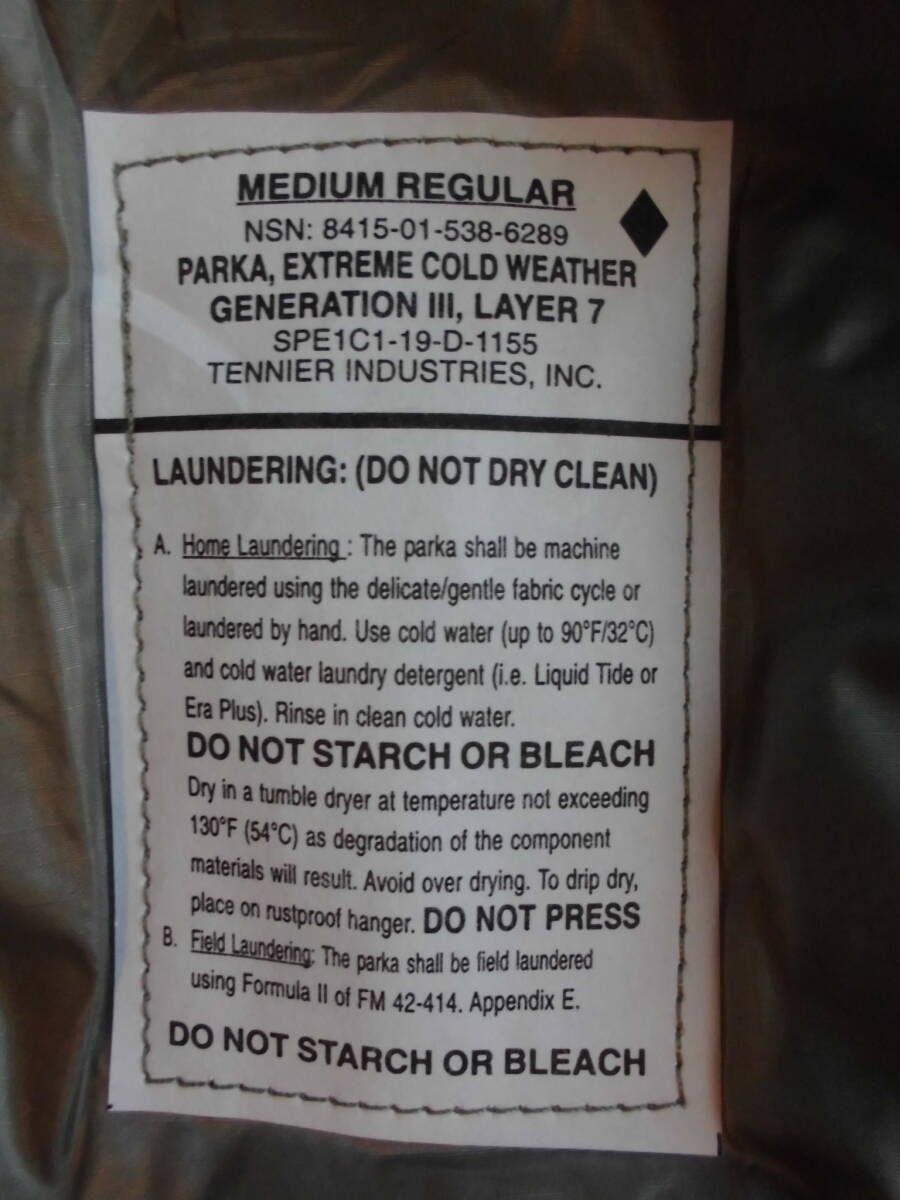 MEDIUM REGULAR
NSN: 8415-01-538-6289
PARKA, EXTREME COLD WEATHER
GENERATION III, LAYER 7
SPE1C1-19-D-1155
TENNIER INDUSTRIES, INC.
LAUNDERING: (DO NOT DRY CLEAN)
A. Home Laundering : The parka shall be machine
laundered using the delicate/gentle fabric cycle or
laundered by hand. Use cold water (up to 90°F/32°C)
and cold water laundry detergent (i.e. Liquid Tide or
Era Plus). Rinse in clean cold water.
DO NOT STARCH OR BLEACH
Dry in a tumble dryer at temperature not exceeding
130°F (54°C) as degradation of the component
materials will result. Avoid over drying. To drip dry,
place on rustproof hanger. DO NOT PRESS
B. Field Laundering: The parka shall be field laundered
using Formula II of FM 42-414. Appendix E.
DO NOT STARCH OR BLEACH